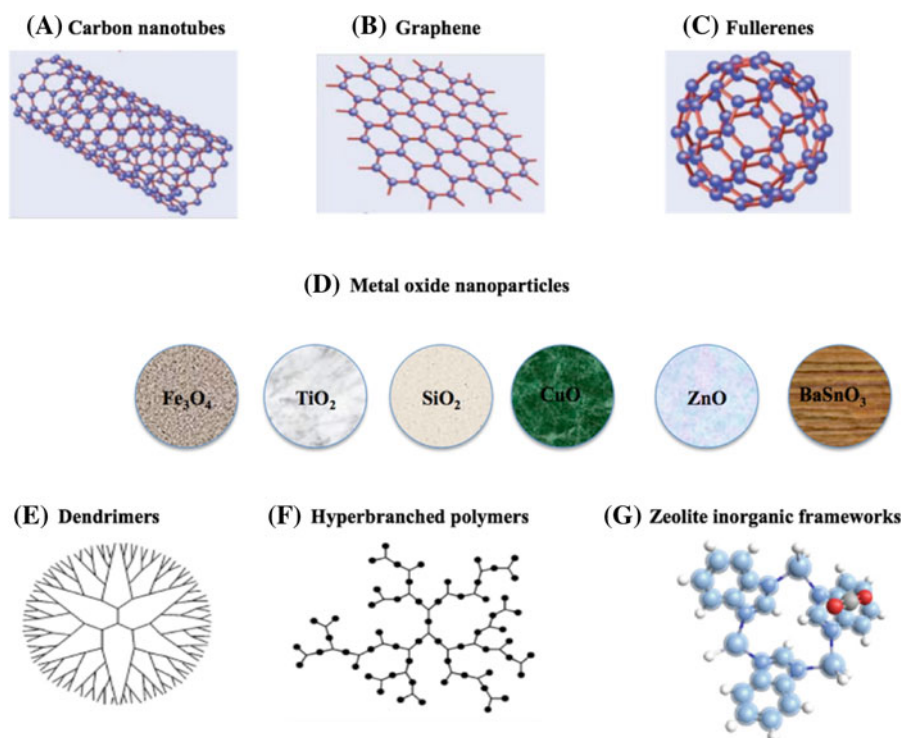 (A) Carbon nanotubes
(B) Graphene
(C) Fullerenes
(D) Metal oxide nanoparticles
Fe₃O₄
TiO₂
SiO₂
CuO
ZnO
BaSnO₃
(E) Dendrimers
(F) Hyperbranched polymers
(G) Zeolite inorganic frameworks